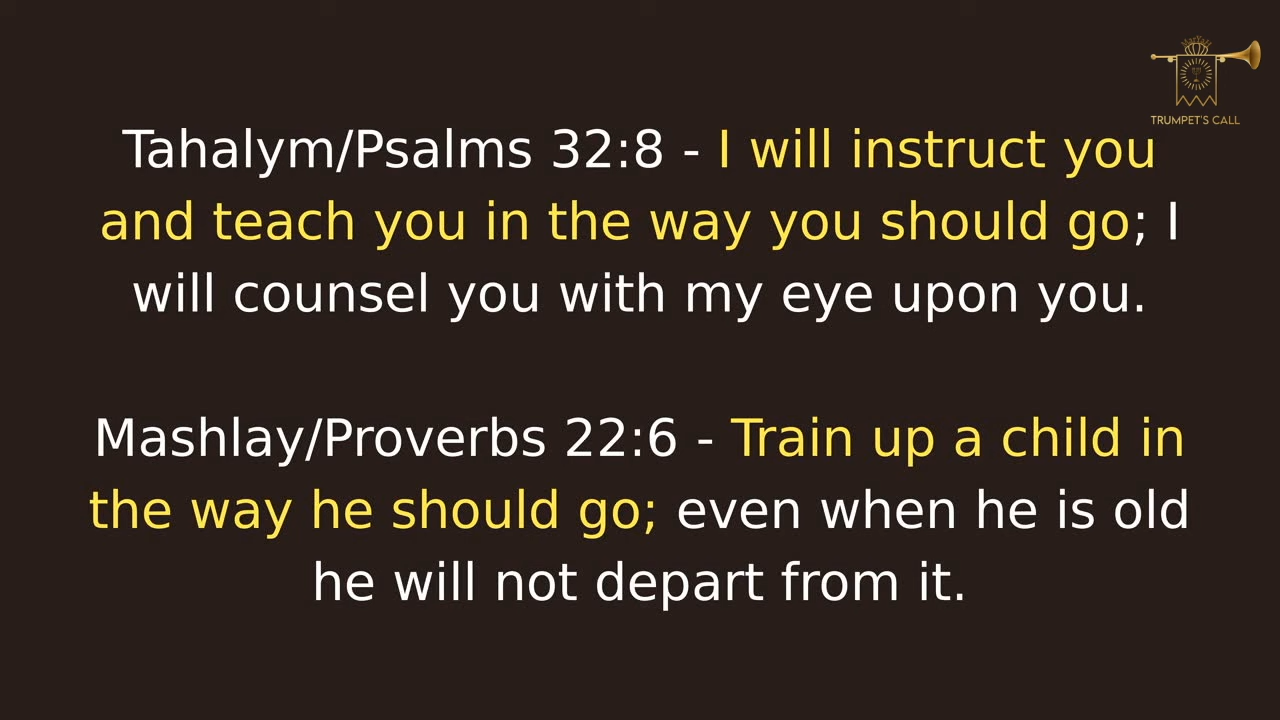 TRUMPET'S CALL
Tahalym/Psalms 32:8 - I will instruct you
and teach you in the way you should go; I
will counsel you with my eye upon you.
Mashlay/Proverbs 22:6 - Train up a child in
the way he should go; even when he is old
he will not depart from it.